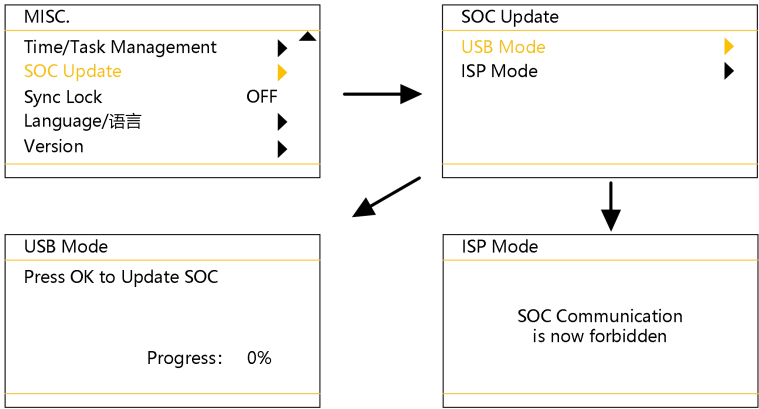 MISC.
Time/Task Management
SOC Update
Sync Lock OFF
Language/语言
Version
SOC Update
USB Mode
ISP Mode
USB Mode
Press OK to Update SOC
Progress: 0%
ISP Mode
SOC Communication
is now forbidden